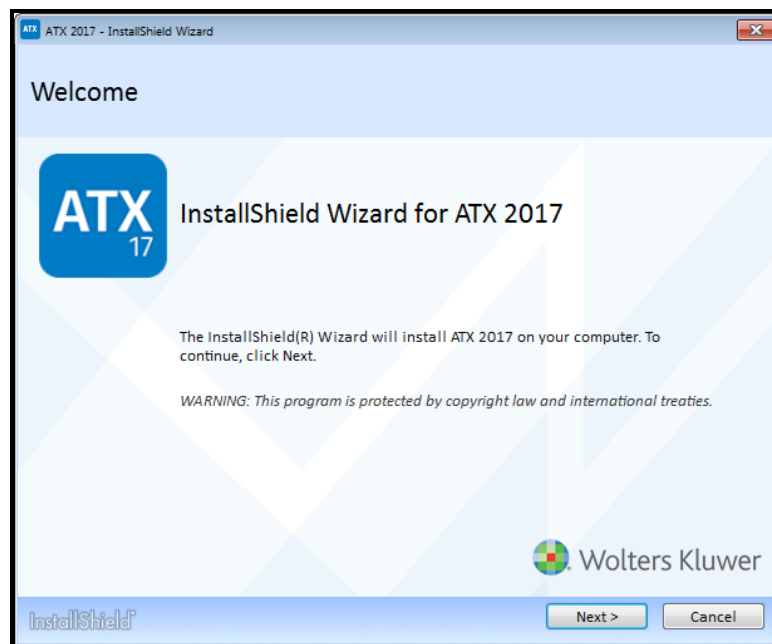 ATX ATX 2017 - InstallShield Wizard
Welcome
ATX
17
InstallShield Wizard for ATX 2017
The InstallShield(R) Wizard will install ATX 2017 on your computer. To
continue, click Next.
WARNING: This program is protected by copyright law and international treaties.
Wolters Kluwer
InstallShield
Next > Cancel